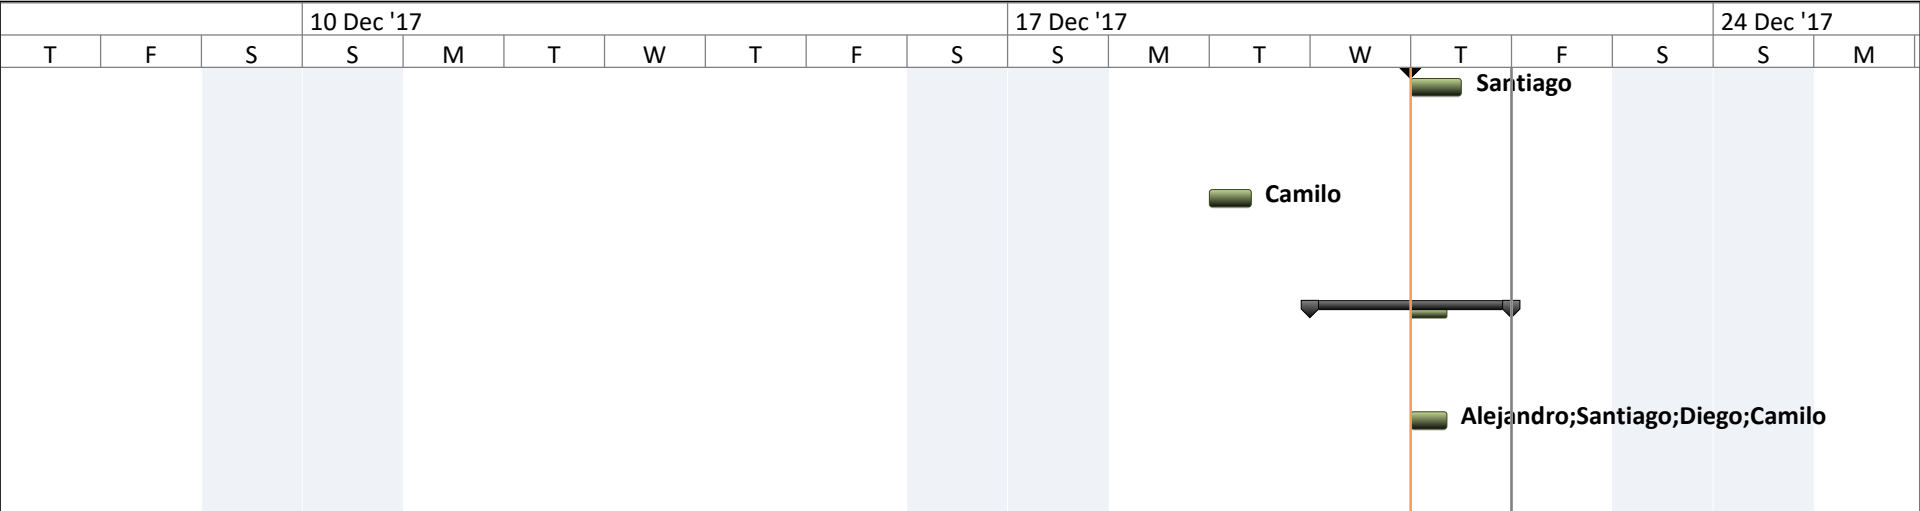 10 Dec '17 17 Dec '17 24 Dec '17
T F S S M T W T F S S M T W T F S S M
Santiago
Camilo
Alejandro;Santiago;Diego;Camilo